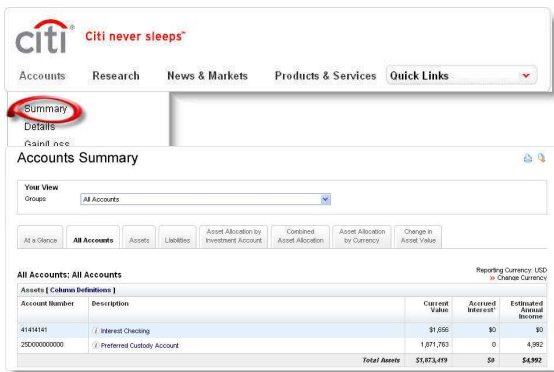 citi® Citi never sleeps℠
Accounts Research News & Markets Products & Services Quick Links
Summary
Details
Gain/Loss
Accounts Summary
Your View
Groups All Accounts
At a Glance All Accounts Assets Liabilities Asset Allocation by Investment Account Combined Asset Allocation Asset Allocation by Currency Change in Asset Value
Reporting Currency: USD
All Accounts: All Accounts » Change Currency
Assets [ Column Definitions ]
Account Number Description Current Value Accrued Interest* Estimated Annual Income
41414141 i Interest Checking $1,656 $0 $0
25D000000000 i Preferred Custody Account 1,871,763 0 4,992
Total Assets $1,873,419 $0 $4,992